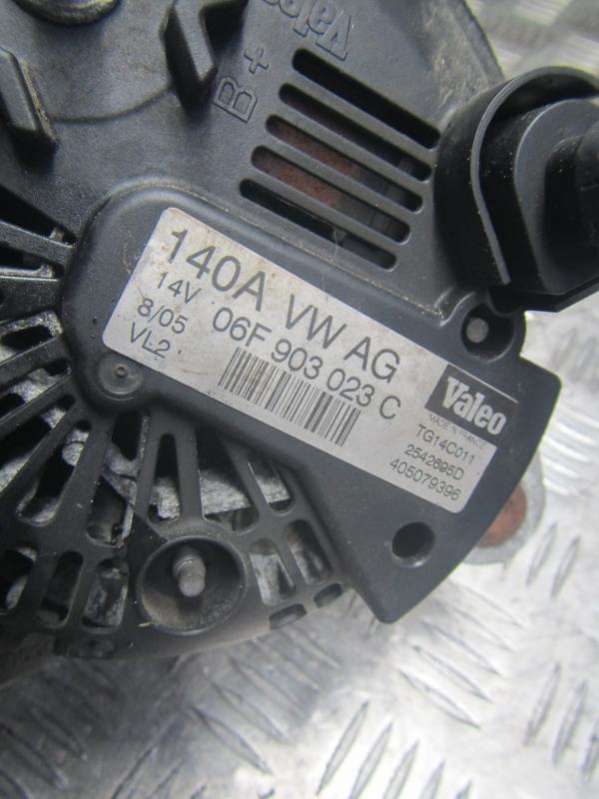 Valeo
B+
140A VW AG
14V
06F 903 023 C
8/05
VL2
Valeo
MADE IN FRANCE
TG14C011
2542696D
405079396